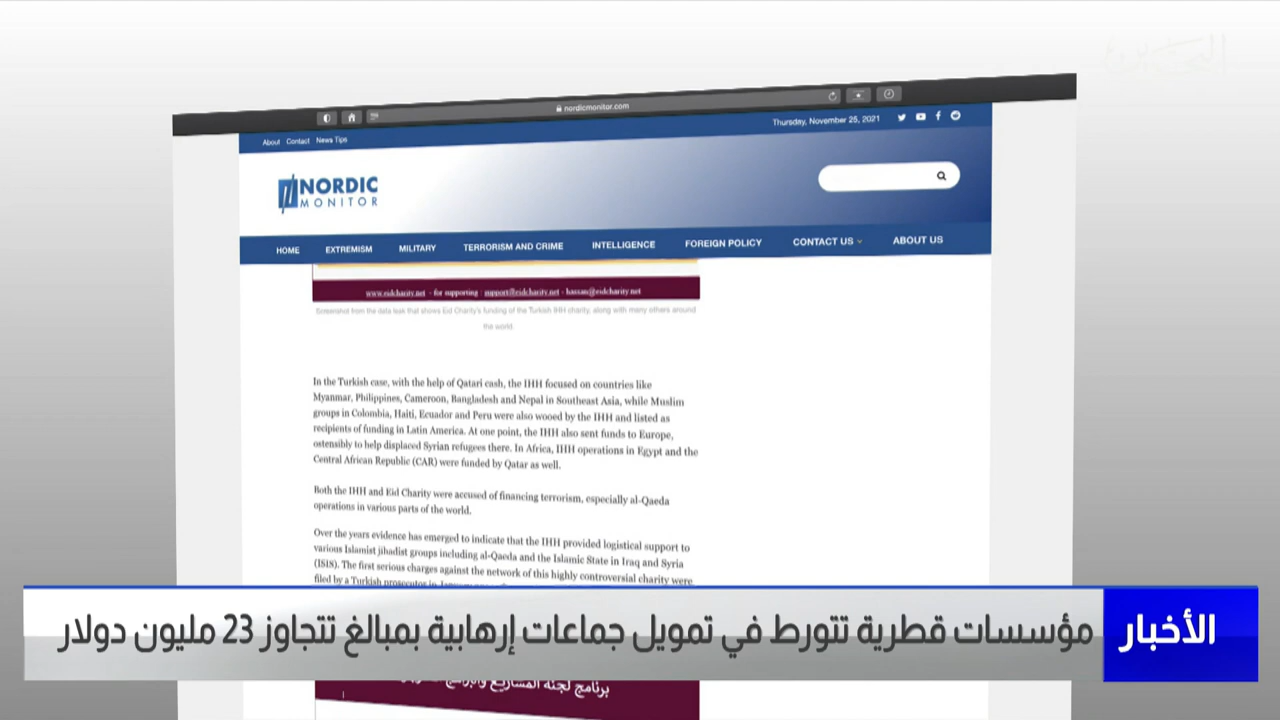 nordicmonitor.com
About Contact News Tips
Thursday, November 25, 2021
NORDIC
MONITOR
HOME EXTREMISM MILITARY TERRORISM AND CRIME INTELLIGENCE FOREIGN POLICY CONTACT US ABOUT US
www.eidcharity.net - for supporting : support@eidcharity.net - hassan@eidcharity.net
Screenshot from the data leak that shows Eid Charity's funding of the Turkish IHH charity, along with many others around
the world.
In the Turkish case, with the help of Qatari cash, the IHH focused on countries like
Myanmar, Philippines, Cameroon, Bangladesh and Nepal in Southeast Asia, while Muslim
groups in Colombia, Haiti, Ecuador and Peru were also wooed by the IHH and listed as
recipients of funding in Latin America. At one point, the IHH also sent funds to Europe,
ostensibly to help displaced Syrian refugees there. In Africa, IHH operations in Egypt and the
Central African Republic (CAR) were funded by Qatar as well.
Both the IHH and Eid Charity were accused of financing terrorism, especially al-Qaeda
operations in various parts of the world.
Over the years evidence has emerged to indicate that the IHH provided logistical support to
various Islamist jihadist groups including al-Qaeda and the Islamic State in Iraq and Syria
(ISIS). The first serious charges against the network of this highly controversial charity were
filed by a Turkish prosecutor in
الأخبار
مؤسسات قطرية تتورط في تمويل جماعات إرهابية بمبالغ تتجاوز 23 مليون دولار
برنامج لجنة المشاريع